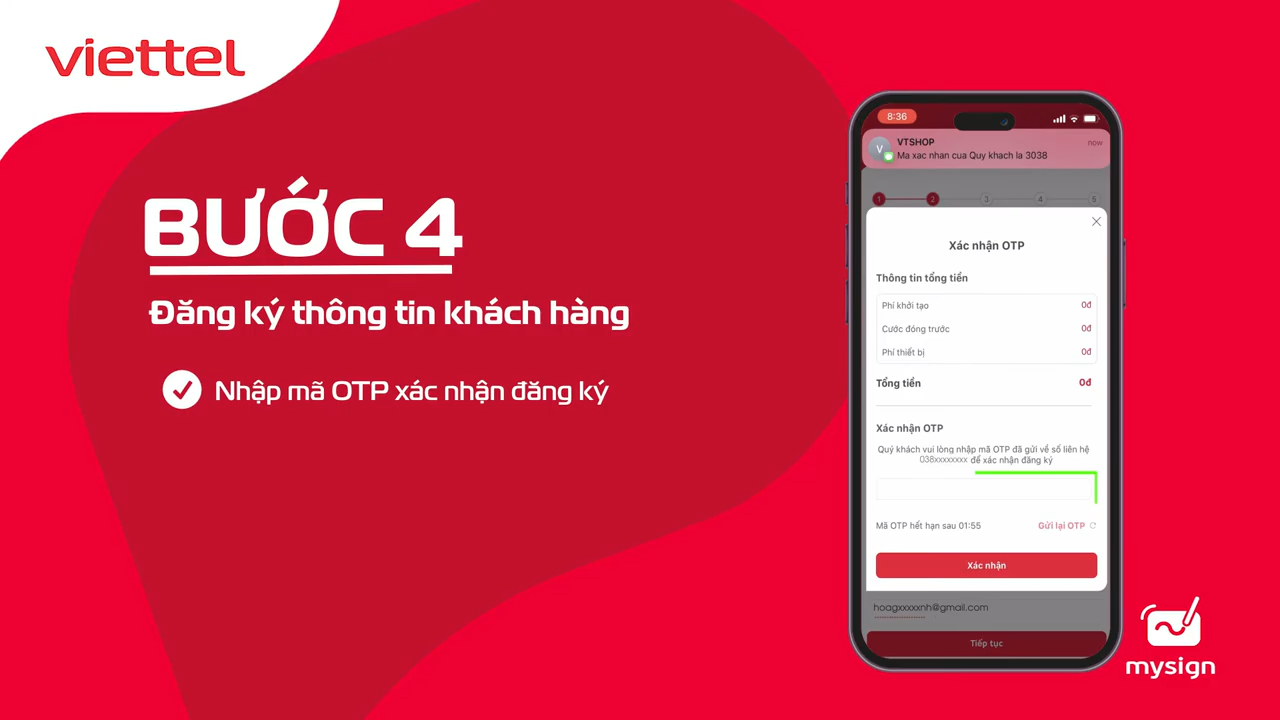 viettel
BƯỚC 4
Đăng ký thông tin khách hàng
Nhập mã OTP xác nhận đăng ký
8:36
V
VTSHOP
now
Ma xac nhan cua Quy khach la 3038
1 2 3 4 5
Xác nhận OTP
Thông tin tổng tiền
Phí khởi tạo 0đ
Cước đóng trước 0đ
Phí thiết bị 0đ
Tổng tiền 0đ
Xác nhận OTP
Quý khách vui lòng nhập mã OTP đã gửi về số liên hệ
038xxxxxxxx để xác nhận đăng ký
Mã OTP hết hạn sau 01:55 Gửi lại OTP
Xác nhận
hoagxxxxxnh@gmail.com
Tiếp tục
mysign